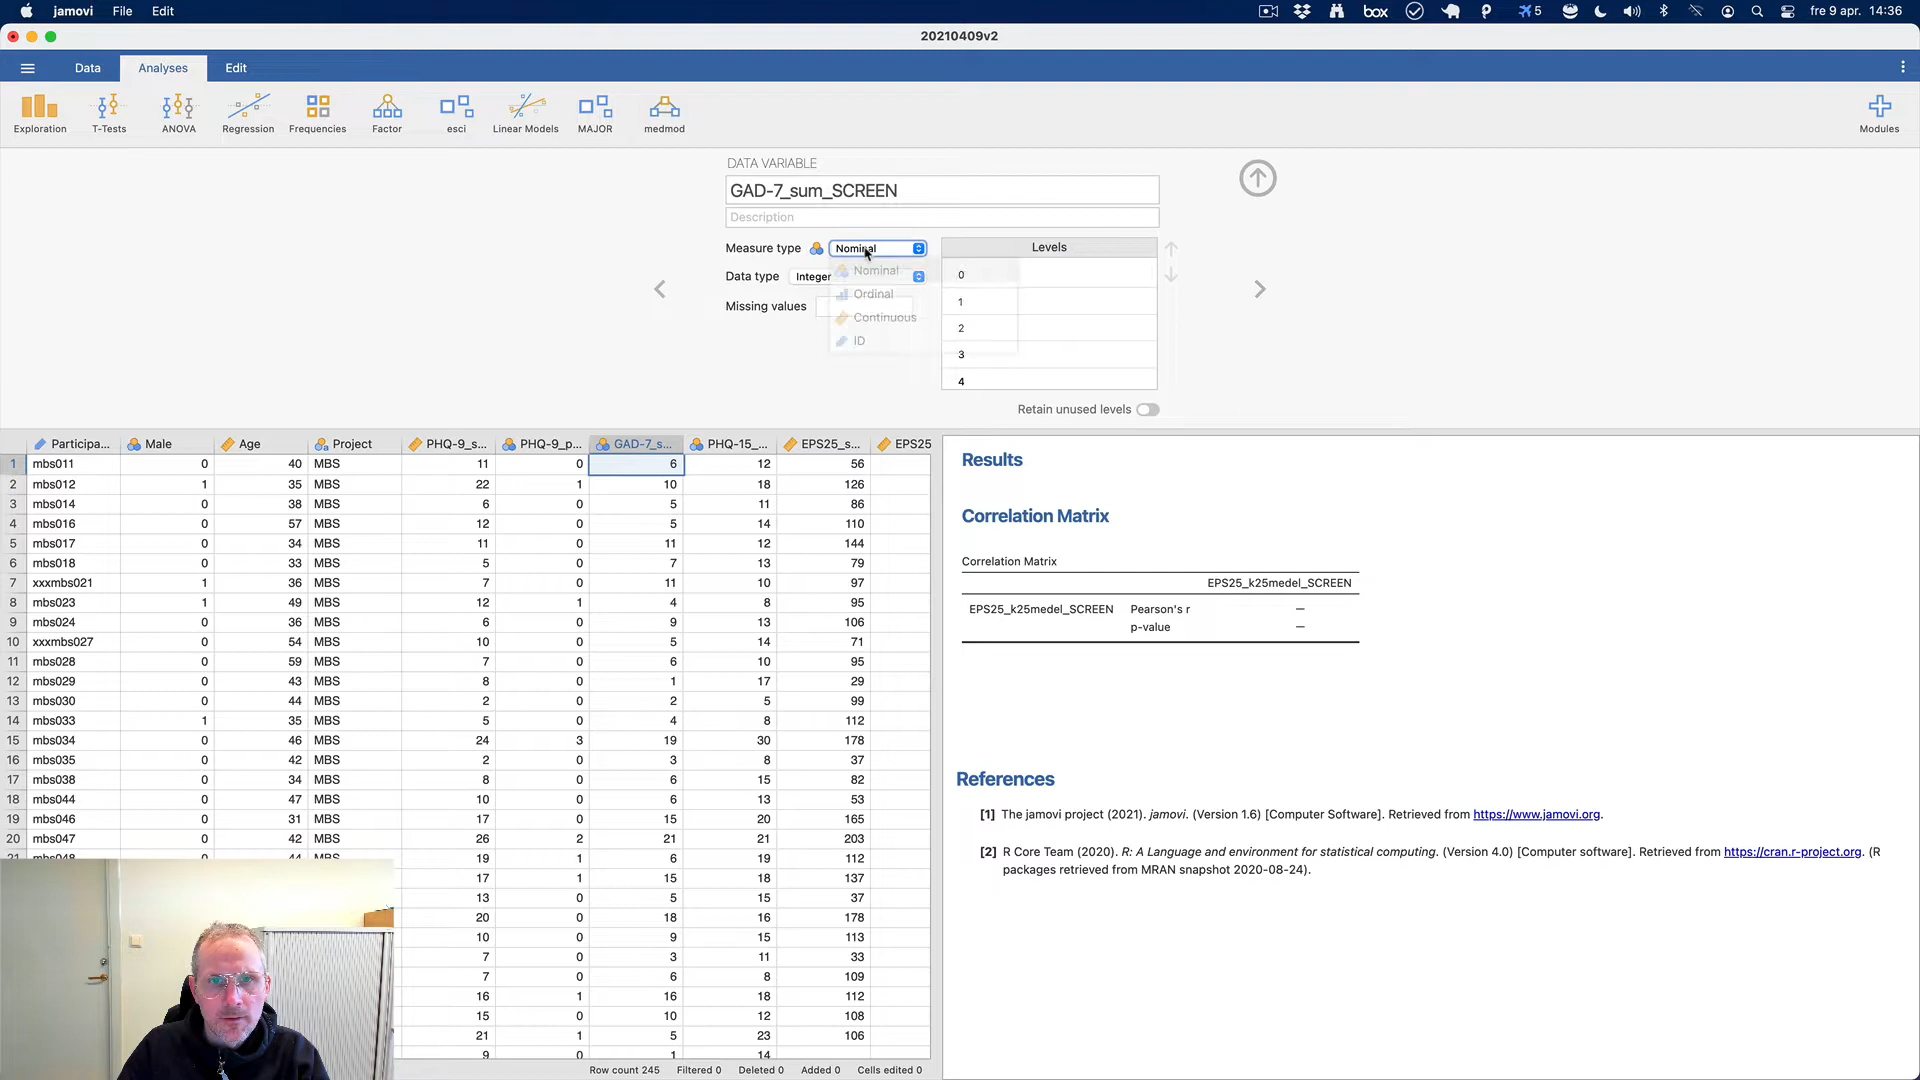 jamovi File Edit
box 5 fre 9 apr. 14:36
20210409v2
Data Analyses Edit
Exploration T-Tests ANOVA Regression Frequencies Factor esci Linear Models MAJOR medmod Modules
DATA VARIABLE
GAD-7_sum_SCREEN
Description
Measure type Nominal
Data type Integer
Missing values
Nominal
Ordinal
Continuous
ID
Levels
0
1
2
3
4
Retain unused levels
Participa... Male Age Project PHQ-9_s... PHQ-9_p... GAD-7_s... PHQ-15_... EPS25_s... EPS25
1 mbs011 0 40 MBS 11 0 6 12 56
2 mbs012 1 35 MBS 22 1 10 18 126
3 mbs014 0 38 MBS 6 0 5 11 86
4 mbs016 0 57 MBS 12 0 5 14 110
5 mbs017 0 34 MBS 11 0 11 12 144
6 mbs018 0 33 MBS 5 0 7 13 79
7 xxxmbs021 1 36 MBS 7 0 11 10 97
8 mbs023 1 49 MBS 12 1 4 8 95
9 mbs024 0 36 MBS 6 0 9 13 106
10 xxxmbs027 0 54 MBS 10 0 5 14 71
11 mbs028 0 59 MBS 7 0 6 10 95
12 mbs029 0 43 MBS 8 0 1 17 29
13 mbs030 0 44 MBS 2 0 2 5 99
14 mbs033 1 35 MBS 5 0 4 8 112
15 mbs034 0 46 MBS 24 3 19 30 178
16 mbs035 0 42 MBS 2 0 3 8 37
17 mbs038 0 34 MBS 8 0 6 15 82
18 mbs044 0 47 MBS 10 0 6 13 53
19 mbs046 0 31 MBS 17 0 15 20 165
20 mbs047 0 42 MBS 26 2 21 21 203
21 mbs048 0 44 MBS 19 1 6 19 112
17 1 15 18 137
13 0 5 15 37
20 0 18 16 178
10 0 9 15 113
7 0 3 11 33
7 0 6 8 109
16 1 16 18 112
15 0 10 12 108
21 1 5 23 106
9 0 1 14
Row count 245 Filtered 0 Deleted 0 Added 0 Cells edited 0
Results
Correlation Matrix
Correlation Matrix
EPS25_k25medel_SCREEN
EPS25_k25medel_SCREEN Pearson's r —
p-value —
References
[1] The jamovi project (2021). jamovi. (Version 1.6) [Computer Software]. Retrieved from https://www.jamovi.org.
[2] R Core Team (2020). R: A Language and environment for statistical computing. (Version 4.0) [Computer software]. Retrieved from https://cran.r-project.org. (R
packages retrieved from MRAN snapshot 2020-08-24).